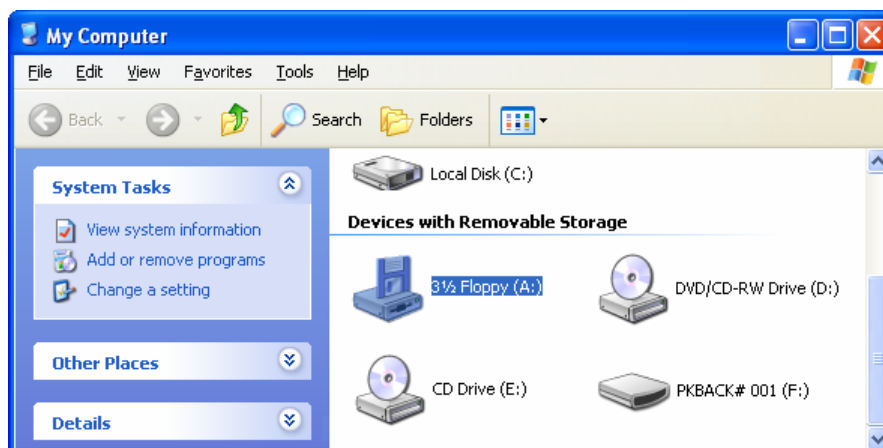 My Computer
File Edit View Favorites Tools Help
Back Search Folders
System Tasks
View system information
Add or remove programs
Change a setting
Other Places
Details
Local Disk (C:)
Devices with Removable Storage
3½ Floppy (A:) DVD/CD-RW Drive (D:)
CD Drive (E:) PKBACK# 001 (F:)